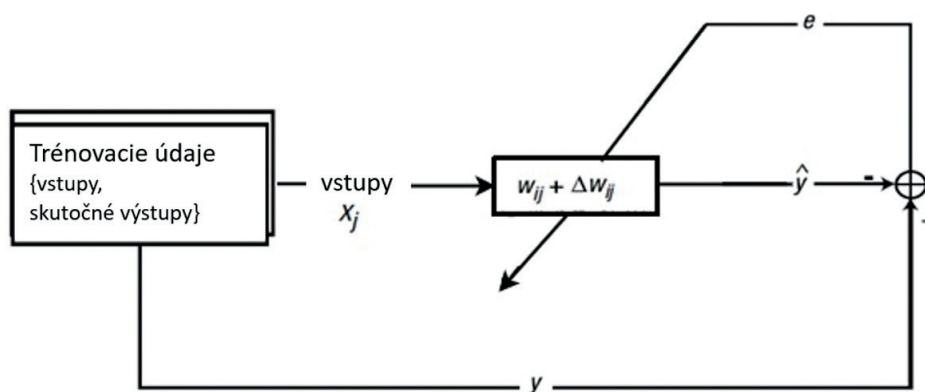 e
Trénovacie údaje
{vstupy,
skutočné výstupy}
vstupy
x_j
w_ij + Δw_ij
ŷ
-
y